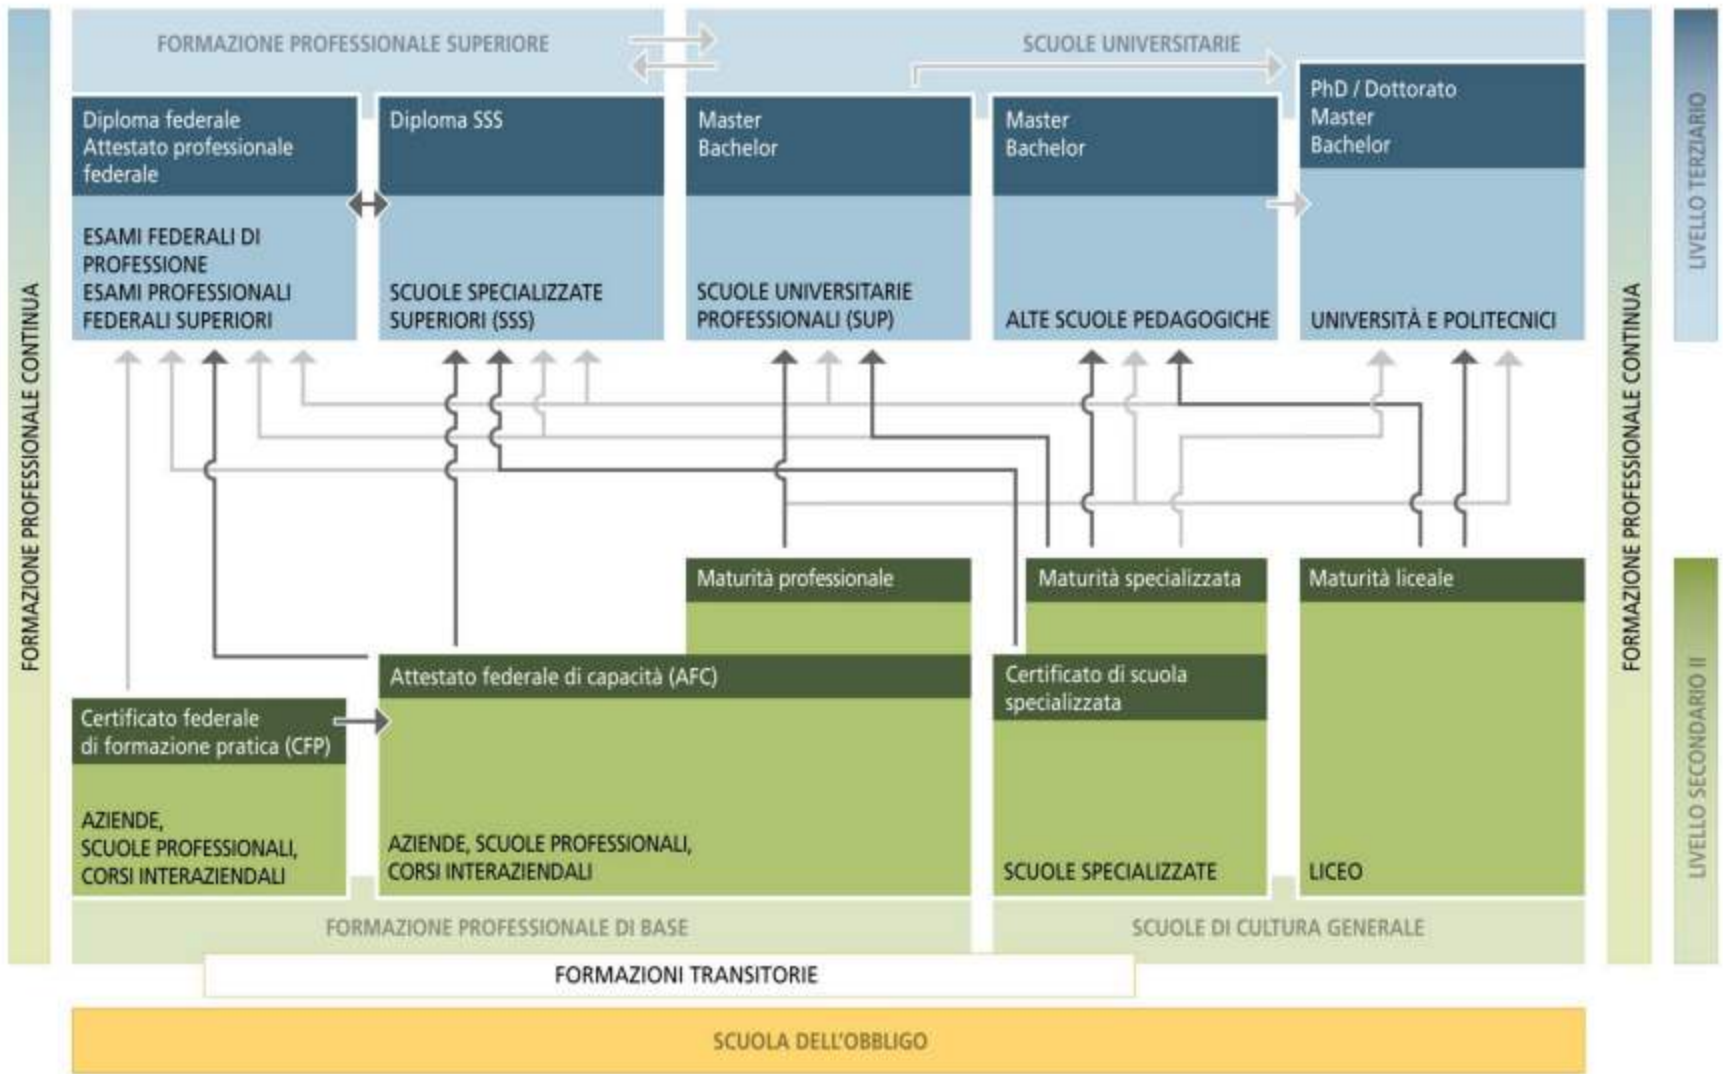 FORMAZIONE PROFESSIONALE CONTINUA
FORMAZIONE PROFESSIONALE SUPERIORE
SCUOLE UNIVERSITARIE
Diploma federale
Attestato professionale
federale
ESAMI FEDERALI DI
PROFESSIONE
ESAMI PROFESSIONALI
FEDERALI SUPERIORI
Diploma SSS
SCUOLE SPECIALIZZATE
SUPERIORI (SSS)
Master
Bachelor
SCUOLE UNIVERSITARIE
PROFESSIONALI (SUP)
Master
Bachelor
ALTE SCUOLE PEDAGOGICHE
PhD / Dottorato
Master
Bachelor
UNIVERSITÀ E POLITECNICI
FORMAZIONE PROFESSIONALE CONTINUA
LIVELLO TERZIARIO
Certificato federale
di formazione pratica (CFP)
AZIENDE,
SCUOLE PROFESSIONALI,
CORSI INTERAZIENDALI
Maturità professionale
Attestato federale di capacità (AFC)
AZIENDE, SCUOLE PROFESSIONALI,
CORSI INTERAZIENDALI
Maturità specializzata
Certificato di scuola
specializzata
SCUOLE SPECIALIZZATE
Maturità liceale
LICEO
LIVELLO SECONDARIO II
FORMAZIONE PROFESSIONALE DI BASE
SCUOLE DI CULTURA GENERALE
FORMAZIONI TRANSITORIE
SCUOLA DELL'OBBLIGO